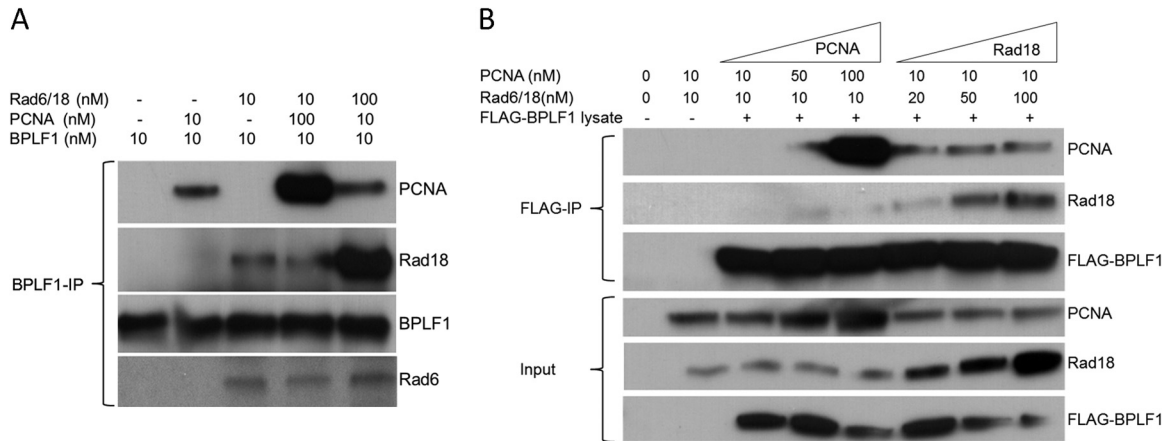 A
Rad6/18 (nM) - - 10 10 100
PCNA (nM) - 10 - 100 10
BPLF1 (nM) 10 10 10 10 10
BPLF1-IP
PCNA
Rad18
BPLF1
Rad6
B
PCNA Rad18
PCNA (nM) 0 10 10 50 100 10 10 10
Rad6/18(nM) 0 10 10 10 10 20 50 100
FLAG-BPLF1 lysate - - + + + + + +
FLAG-IP
PCNA
Rad18
FLAG-BPLF1
Input
PCNA
Rad18
FLAG-BPLF1